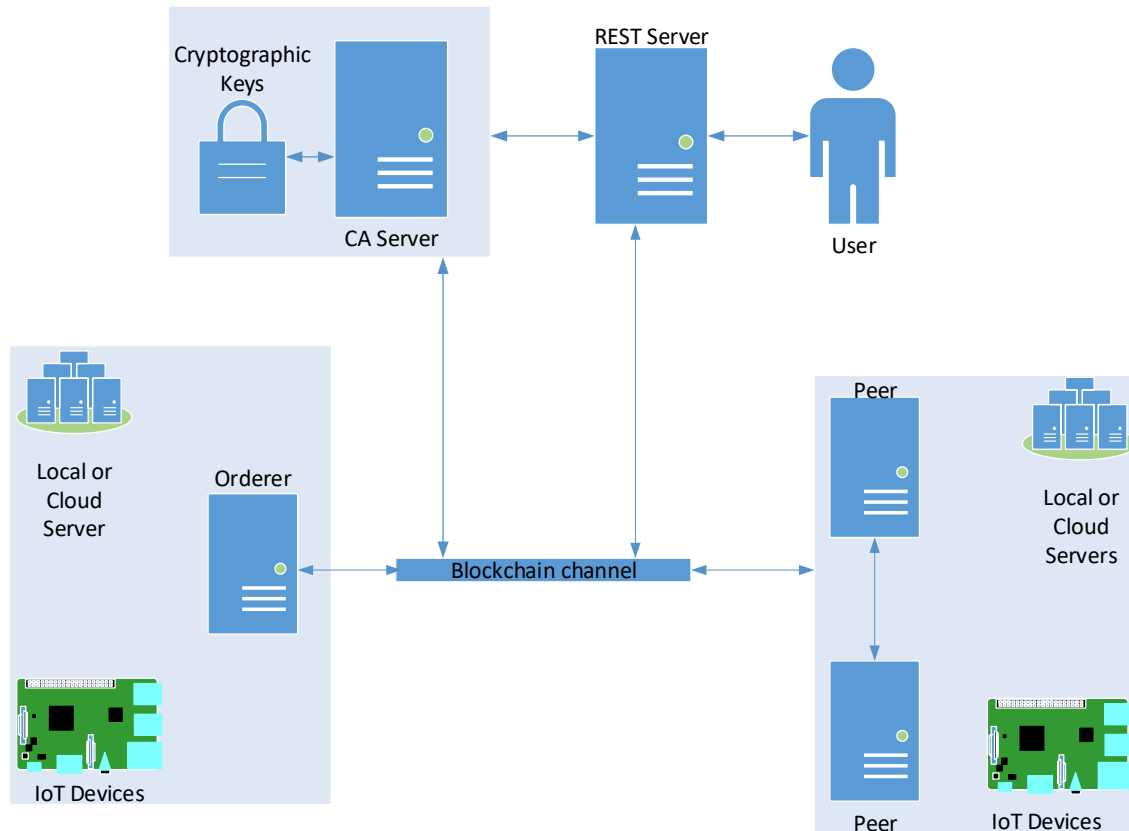 Cryptographic
Keys
CA Server
REST Server
User
Local or
Cloud
Server
Orderer
IoT Devices
Blockchain channel
Peer
Local or
Cloud
Servers
Peer
IoT Devices